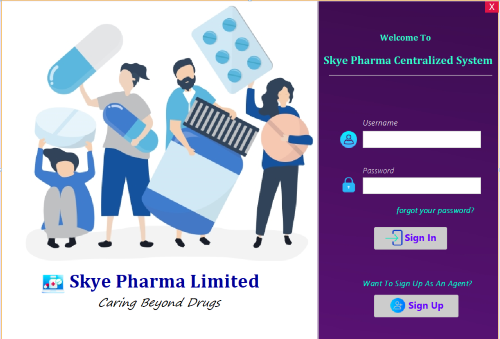 X
Welcome To
Skye Pharma Centralized System
Username
Password
forgot your password?
Sign In
Want To Sign Up As An Agent?
Sign Up
Skye Pharma Limited
Caring Beyond Drugs